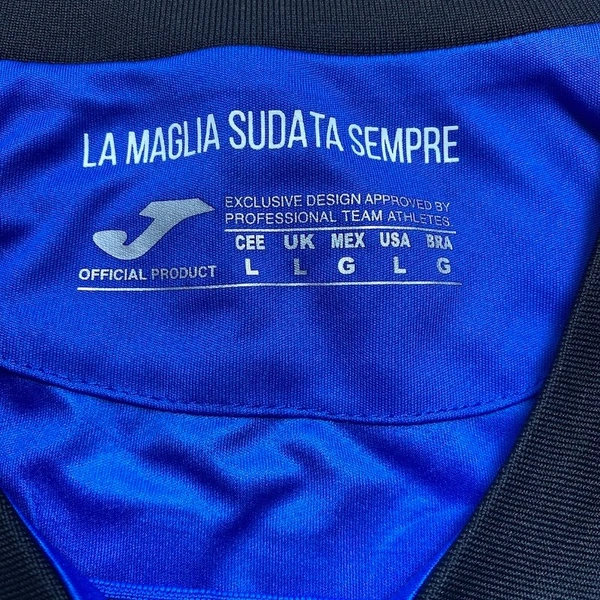 LA MAGLIA SUDATA SEMPRE
EXCLUSIVE DESIGN APPROVED BY
PROFESSIONAL TEAM ATHLETES
CEE UK MEX USA BRA
OFFICIAL PRODUCT L L G L G